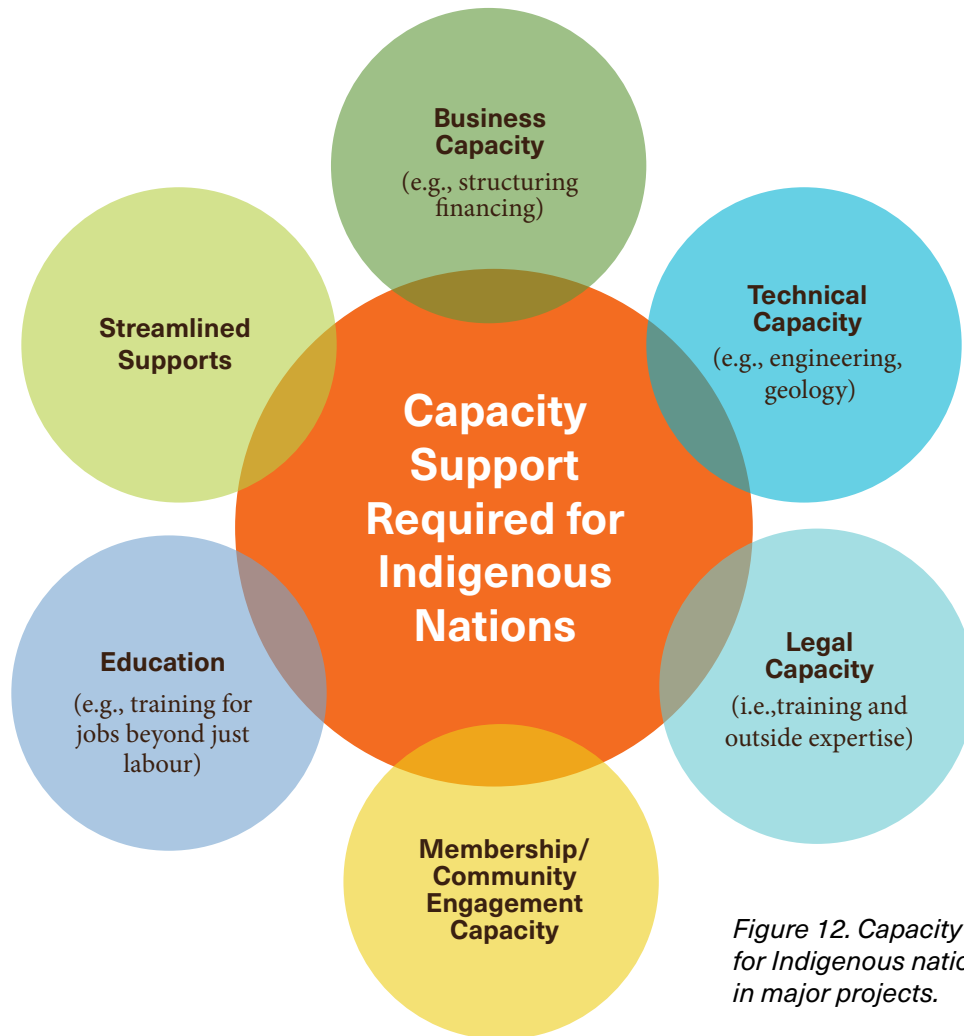 Business
Capacity
(e.g., structuring
financing)
Technical
Capacity
(e.g., engineering,
geology)
Legal
Capacity
(i.e.,training and
outside expertise)
Membership/
Community
Engagement
Capacity
Education
(e.g., training for
jobs beyond just
labour)
Streamlined
Supports
Capacity
Support
Required for
Indigenous
Nations
Figure 12. Capacity
for Indigenous
in major projects.